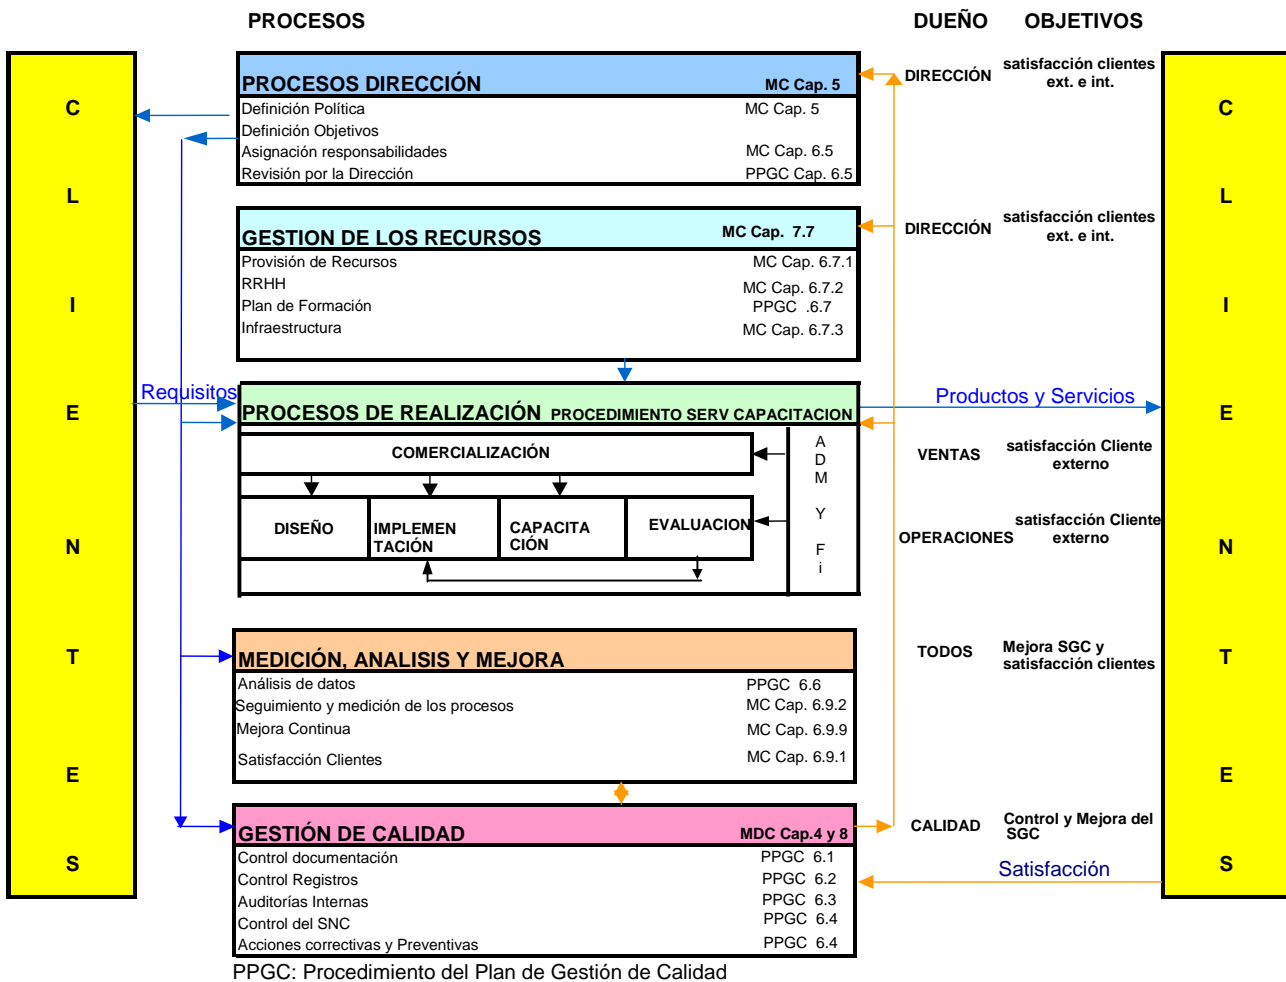 PROCESOS DUEÑO OBJETIVOS
C
L
I
E
N
T
E
S
PROCESOS DIRECCIÓN MC Cap. 5
Definición Política MC Cap. 5
Definición Objetivos
Asignación responsabilidades MC Cap. 6.5
Revisión por la Dirección PPGC Cap. 6.5
DIRECCIÓN
satisfacción clientes
ext. e int.
GESTION DE LOS RECURSOS MC Cap. 7.7
Provisión de Recursos MC Cap. 6.7.1
RRHH MC Cap. 6.7.2
Plan de Formación PPGC .6.7
Infraestructura MC Cap. 6.7.3
DIRECCIÓN
satisfacción clientes
ext. e int.
Requisitos
PROCESOS DE REALIZACIÓN PROCEDIMIENTO SERV CAPACITACION
Productos y Servicios
COMERCIALIZACIÓN
DISEÑO
IMPLEMEN
TACIÓN
CAPACITA
CIÓN
EVALUACION
A
D
M
Y
F
i
VENTAS
satisfacción Cliente
externo
OPERACIONES
satisfacción Cliente
externo
MEDICIÓN, ANALISIS Y MEJORA
Análisis de datos PPGC 6.6
Seguimiento y medición de los procesos MC Cap. 6.9.2
Mejora Continua MC Cap. 6.9.9
Satisfacción Clientes MC Cap. 6.9.1
TODOS
Mejora SGC y
satisfacción clientes
GESTIÓN DE CALIDAD MDC Cap.4 y 8
Control documentación PPGC 6.1
Control Registros PPGC 6.2
Auditorías Internas PPGC 6.3
Control del SNC PPGC 6.4
Acciones correctivas y Preventivas PPGC 6.4
CALIDAD
Control y Mejora del
SGC
Satisfacción
C
L
I
E
N
T
E
S
PPGC: Procedimiento del Plan de Gestión de Calidad